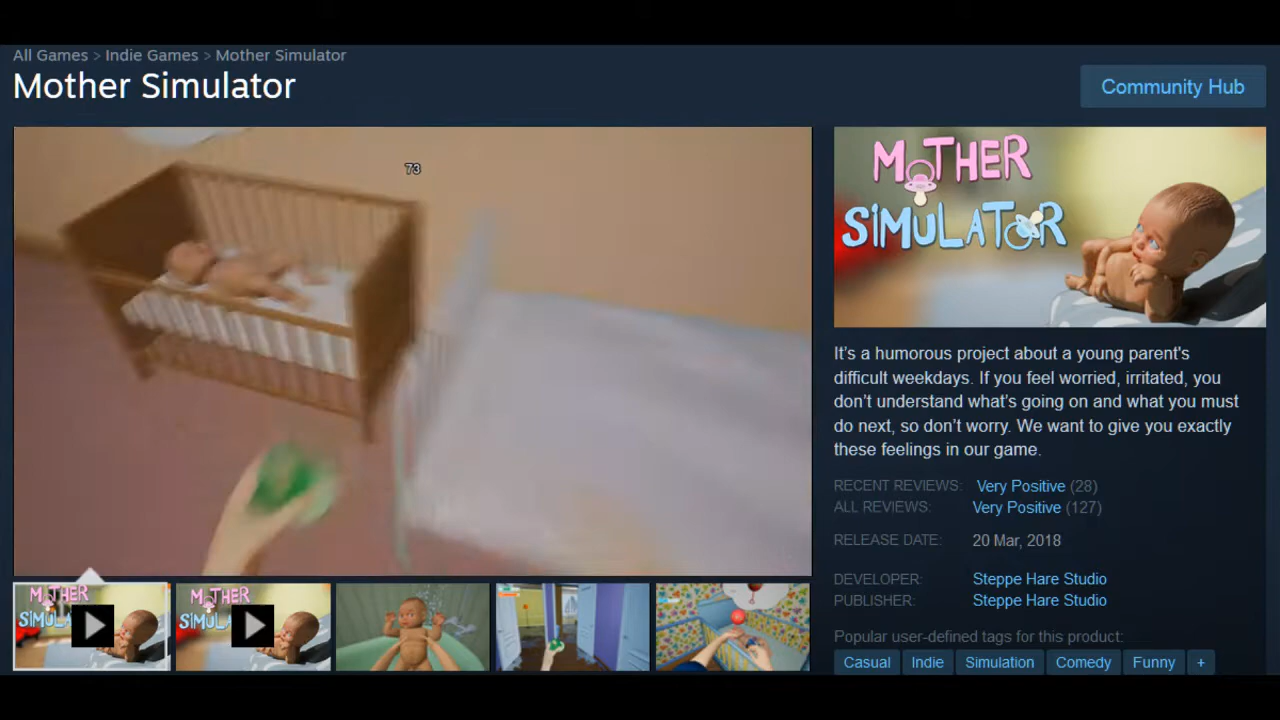 All Games > Indie Games > Mother Simulator
Mother Simulator
Community Hub
73
MOTHER
SIMULATOR
It's a humorous project about a young parent's
difficult weekdays. If you feel worried, irritated, you
don't understand what's going on and what you must
do next, so don't worry. We want to give you exactly
these feelings in our game.
RECENT REVIEWS: Very Positive (28)
ALL REVIEWS: Very Positive (127)
RELEASE DATE: 20 Mar, 2018
DEVELOPER: Steppe Hare Studio
PUBLISHER: Steppe Hare Studio
Popular user-defined tags for this product:
Casual Indie Simulation Comedy Funny +
MOTHER
SIMULA
MOTHER
SIMULA